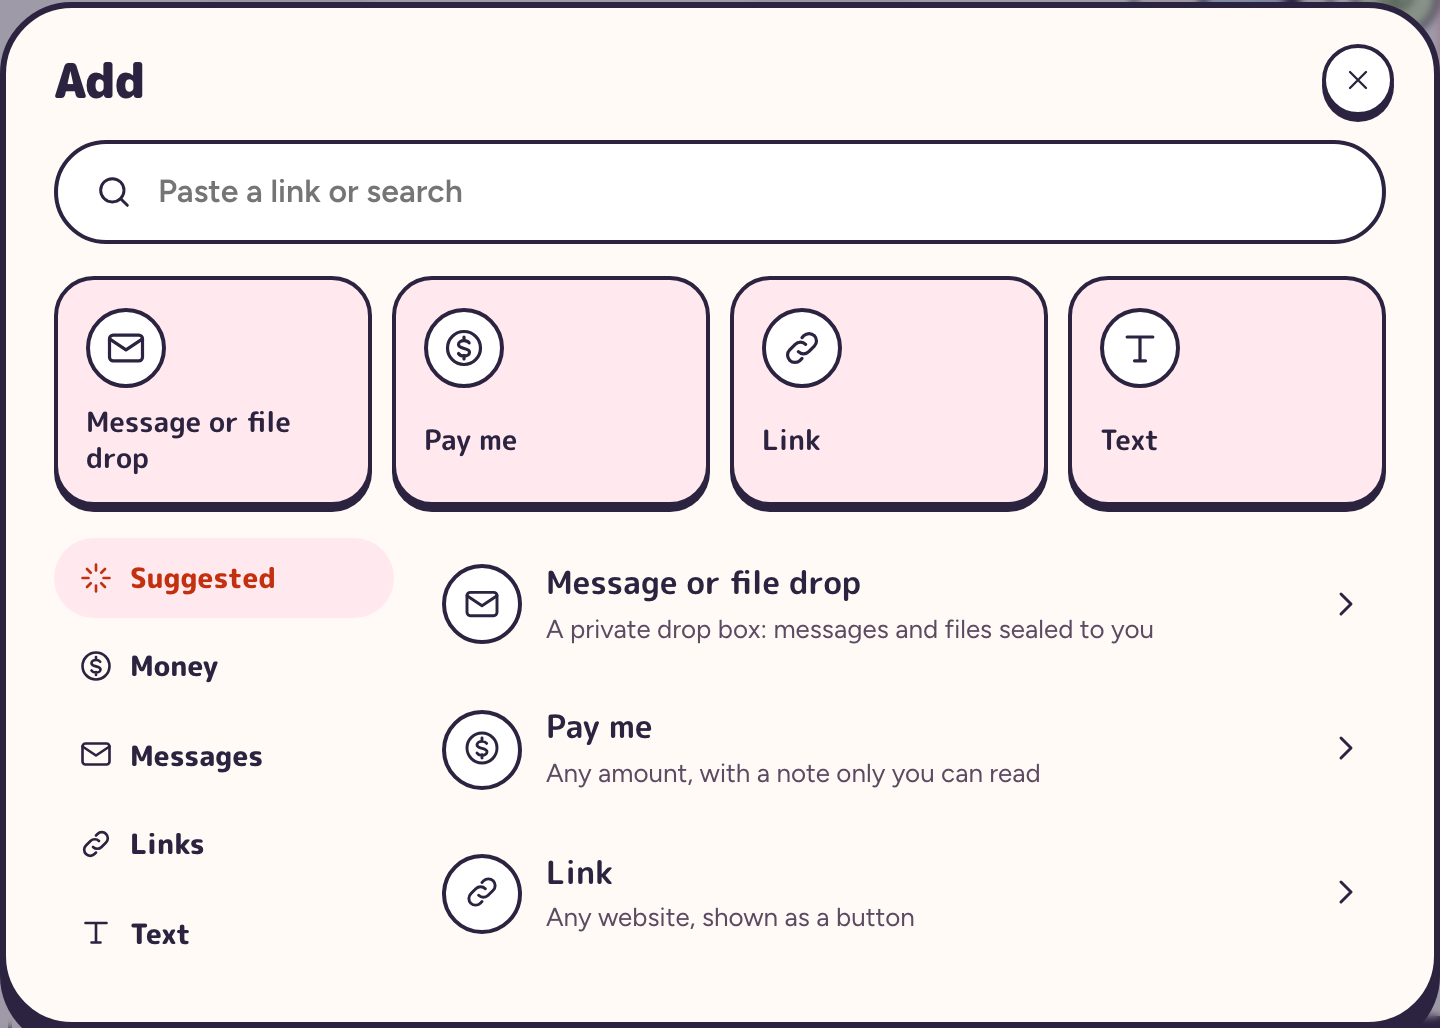 Add
Paste a link or search
Message or file
drop
Pay me
Link
Text
Suggested
Money
Messages
Links
Text
Message or file drop
A private drop box: messages and files sealed to you
Pay me
Any amount, with a note only you can read
Link
Any website, shown as a button